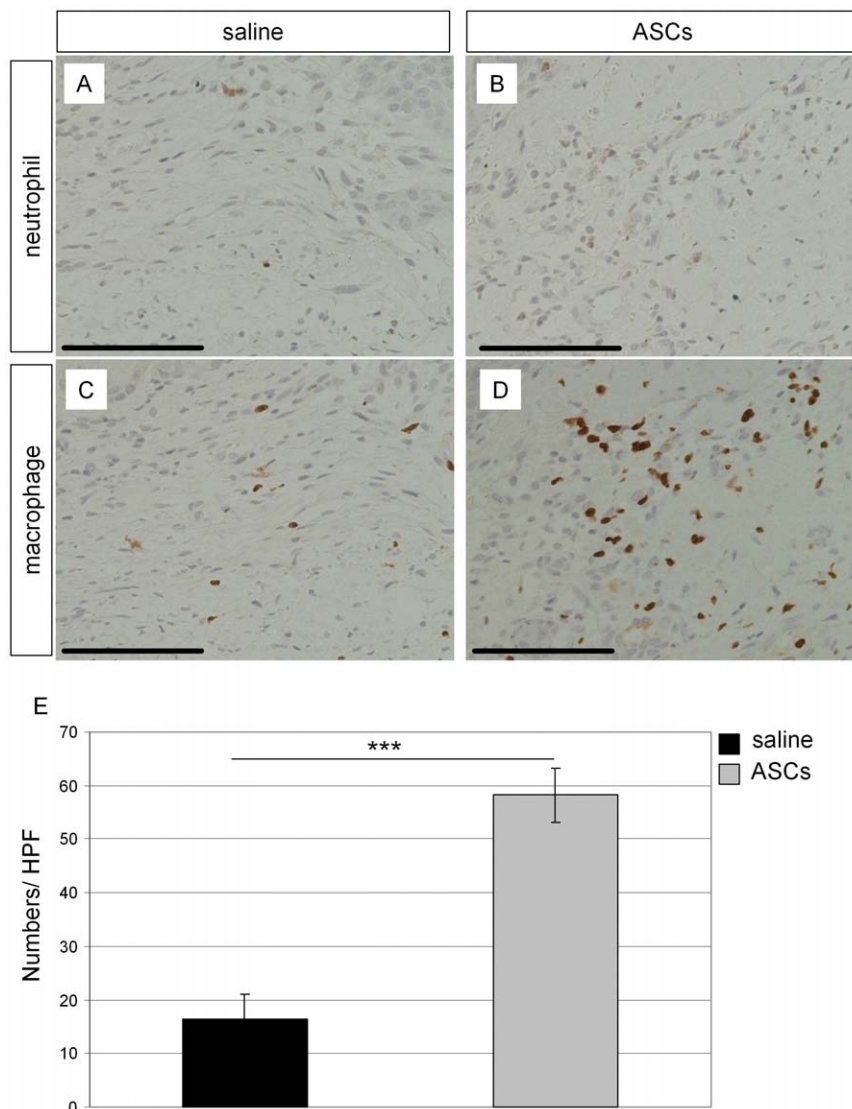 saline
ASCs
neutrophil
A
B
macrophage
C
D
E
70
60
50
40
30
20
10
0
Numbers/ HPF
***
saline
ASCs